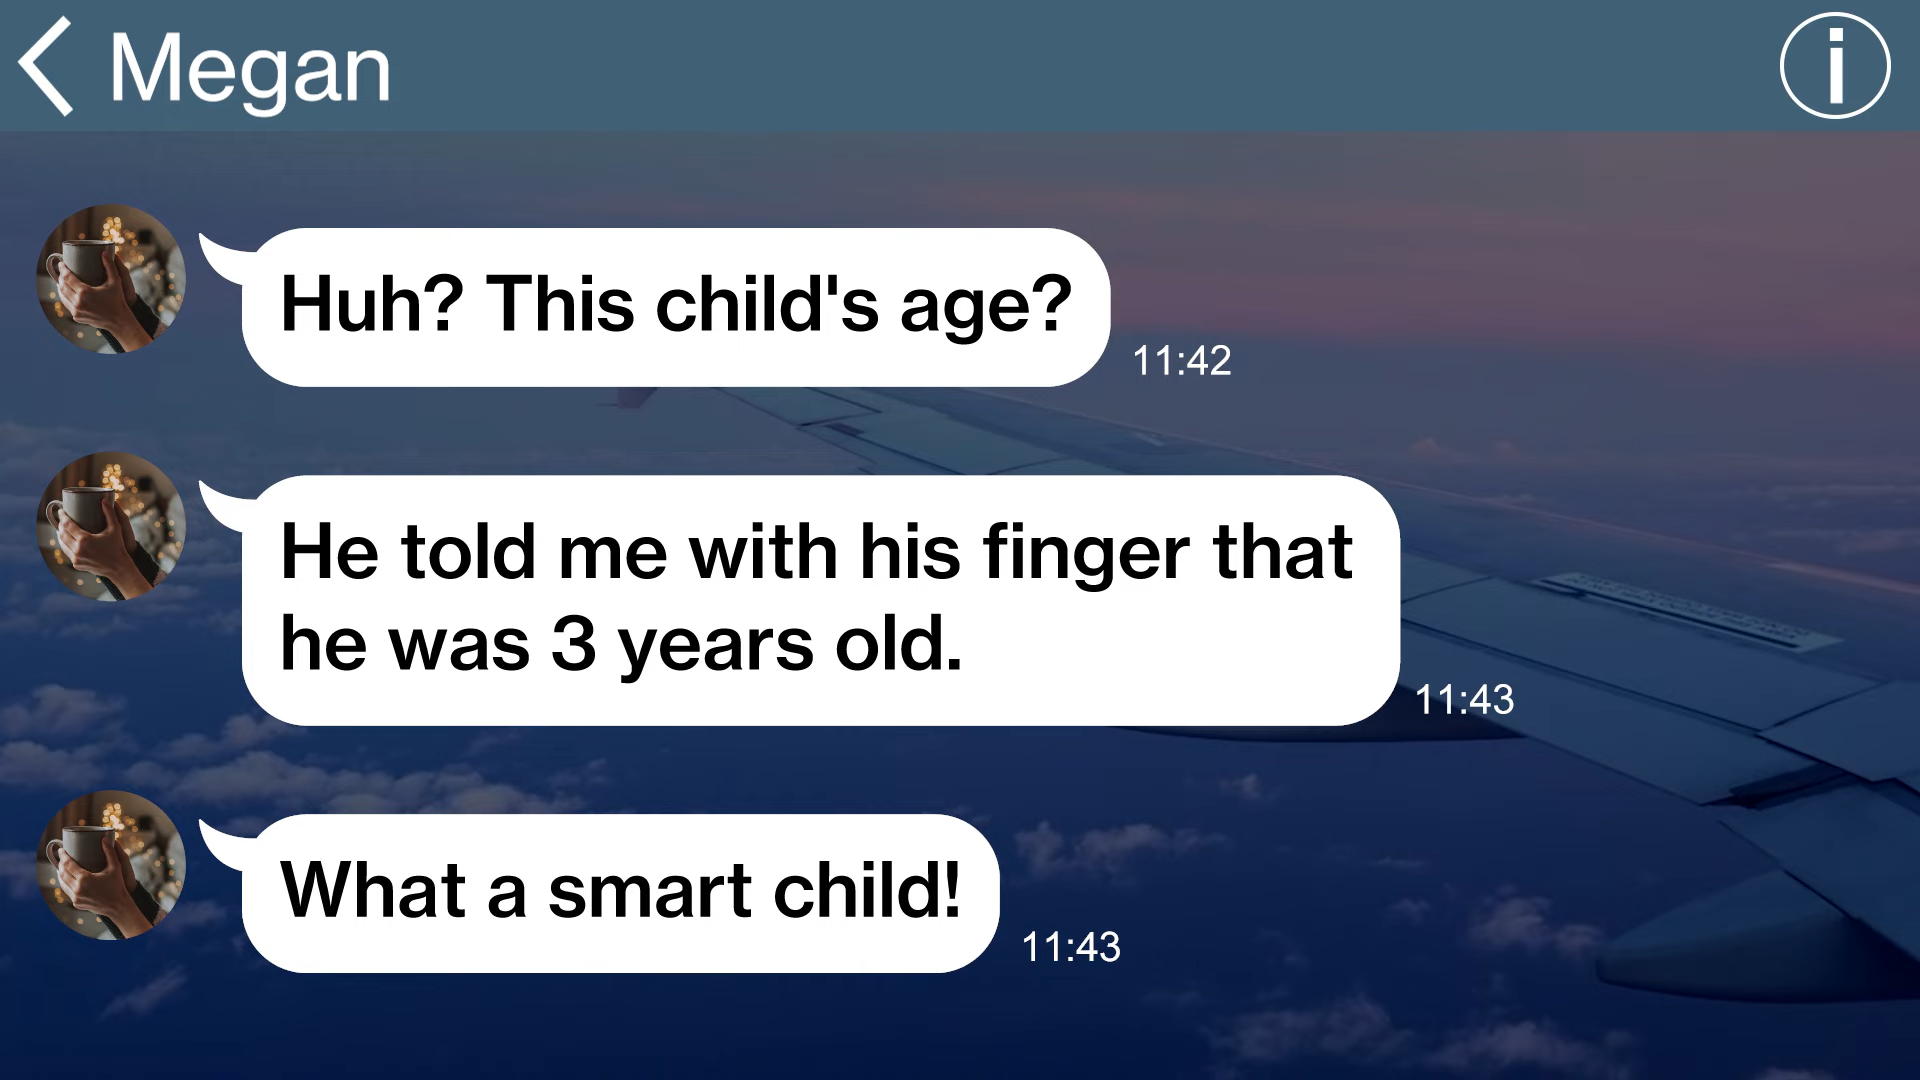 Megan
Huh? This child's age?
11:42
He told me with his finger that
he was 3 years old.
11:43
What a smart child!
11:43